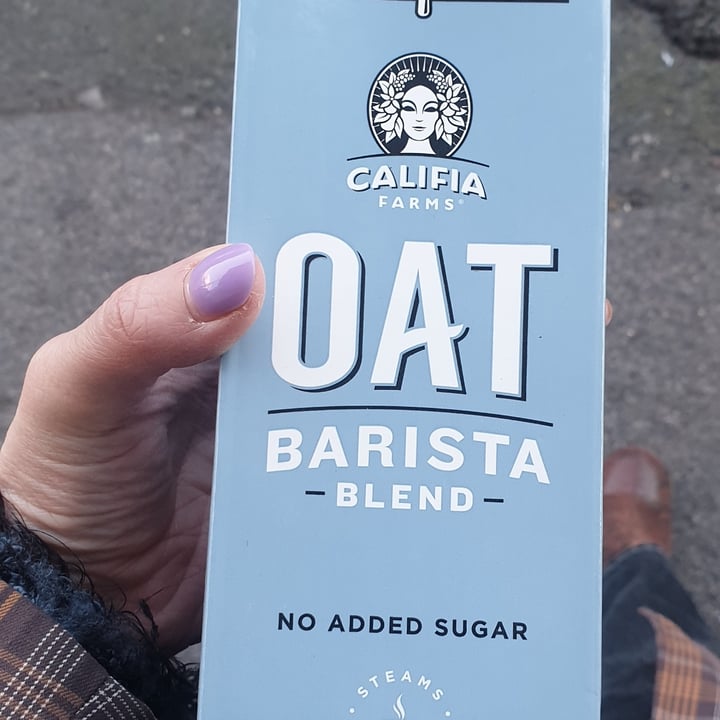 CALIFIA
FARMS®
OAT
BARISTA
BLEND
NO ADDED SUGAR
STEAMS